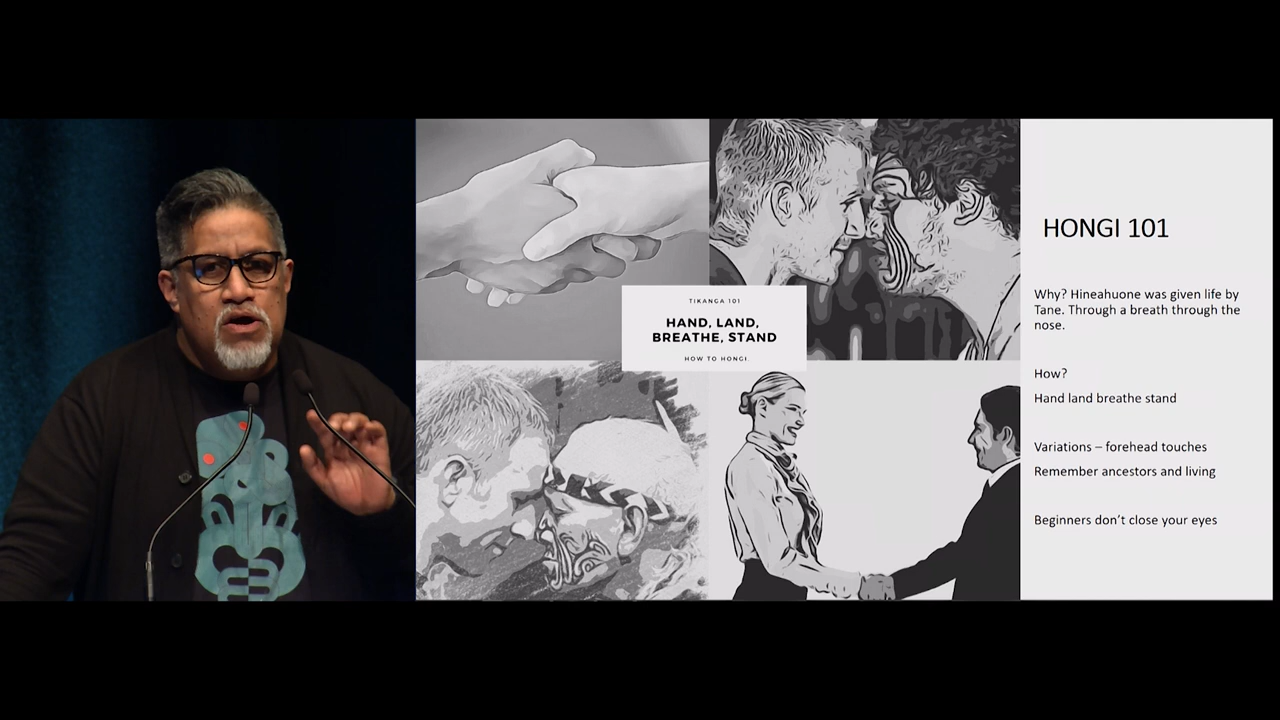 TIKANGA 101
HAND, LAND,
BREATHE, STAND
HOW TO HONGI.
HONGI 101
Why? Hineahuone was given life by
Tane. Through a breath through the
nose.
How?
Hand land breathe stand
Variations – forehead touches
Remember ancestors and living
Beginners don't close your eyes